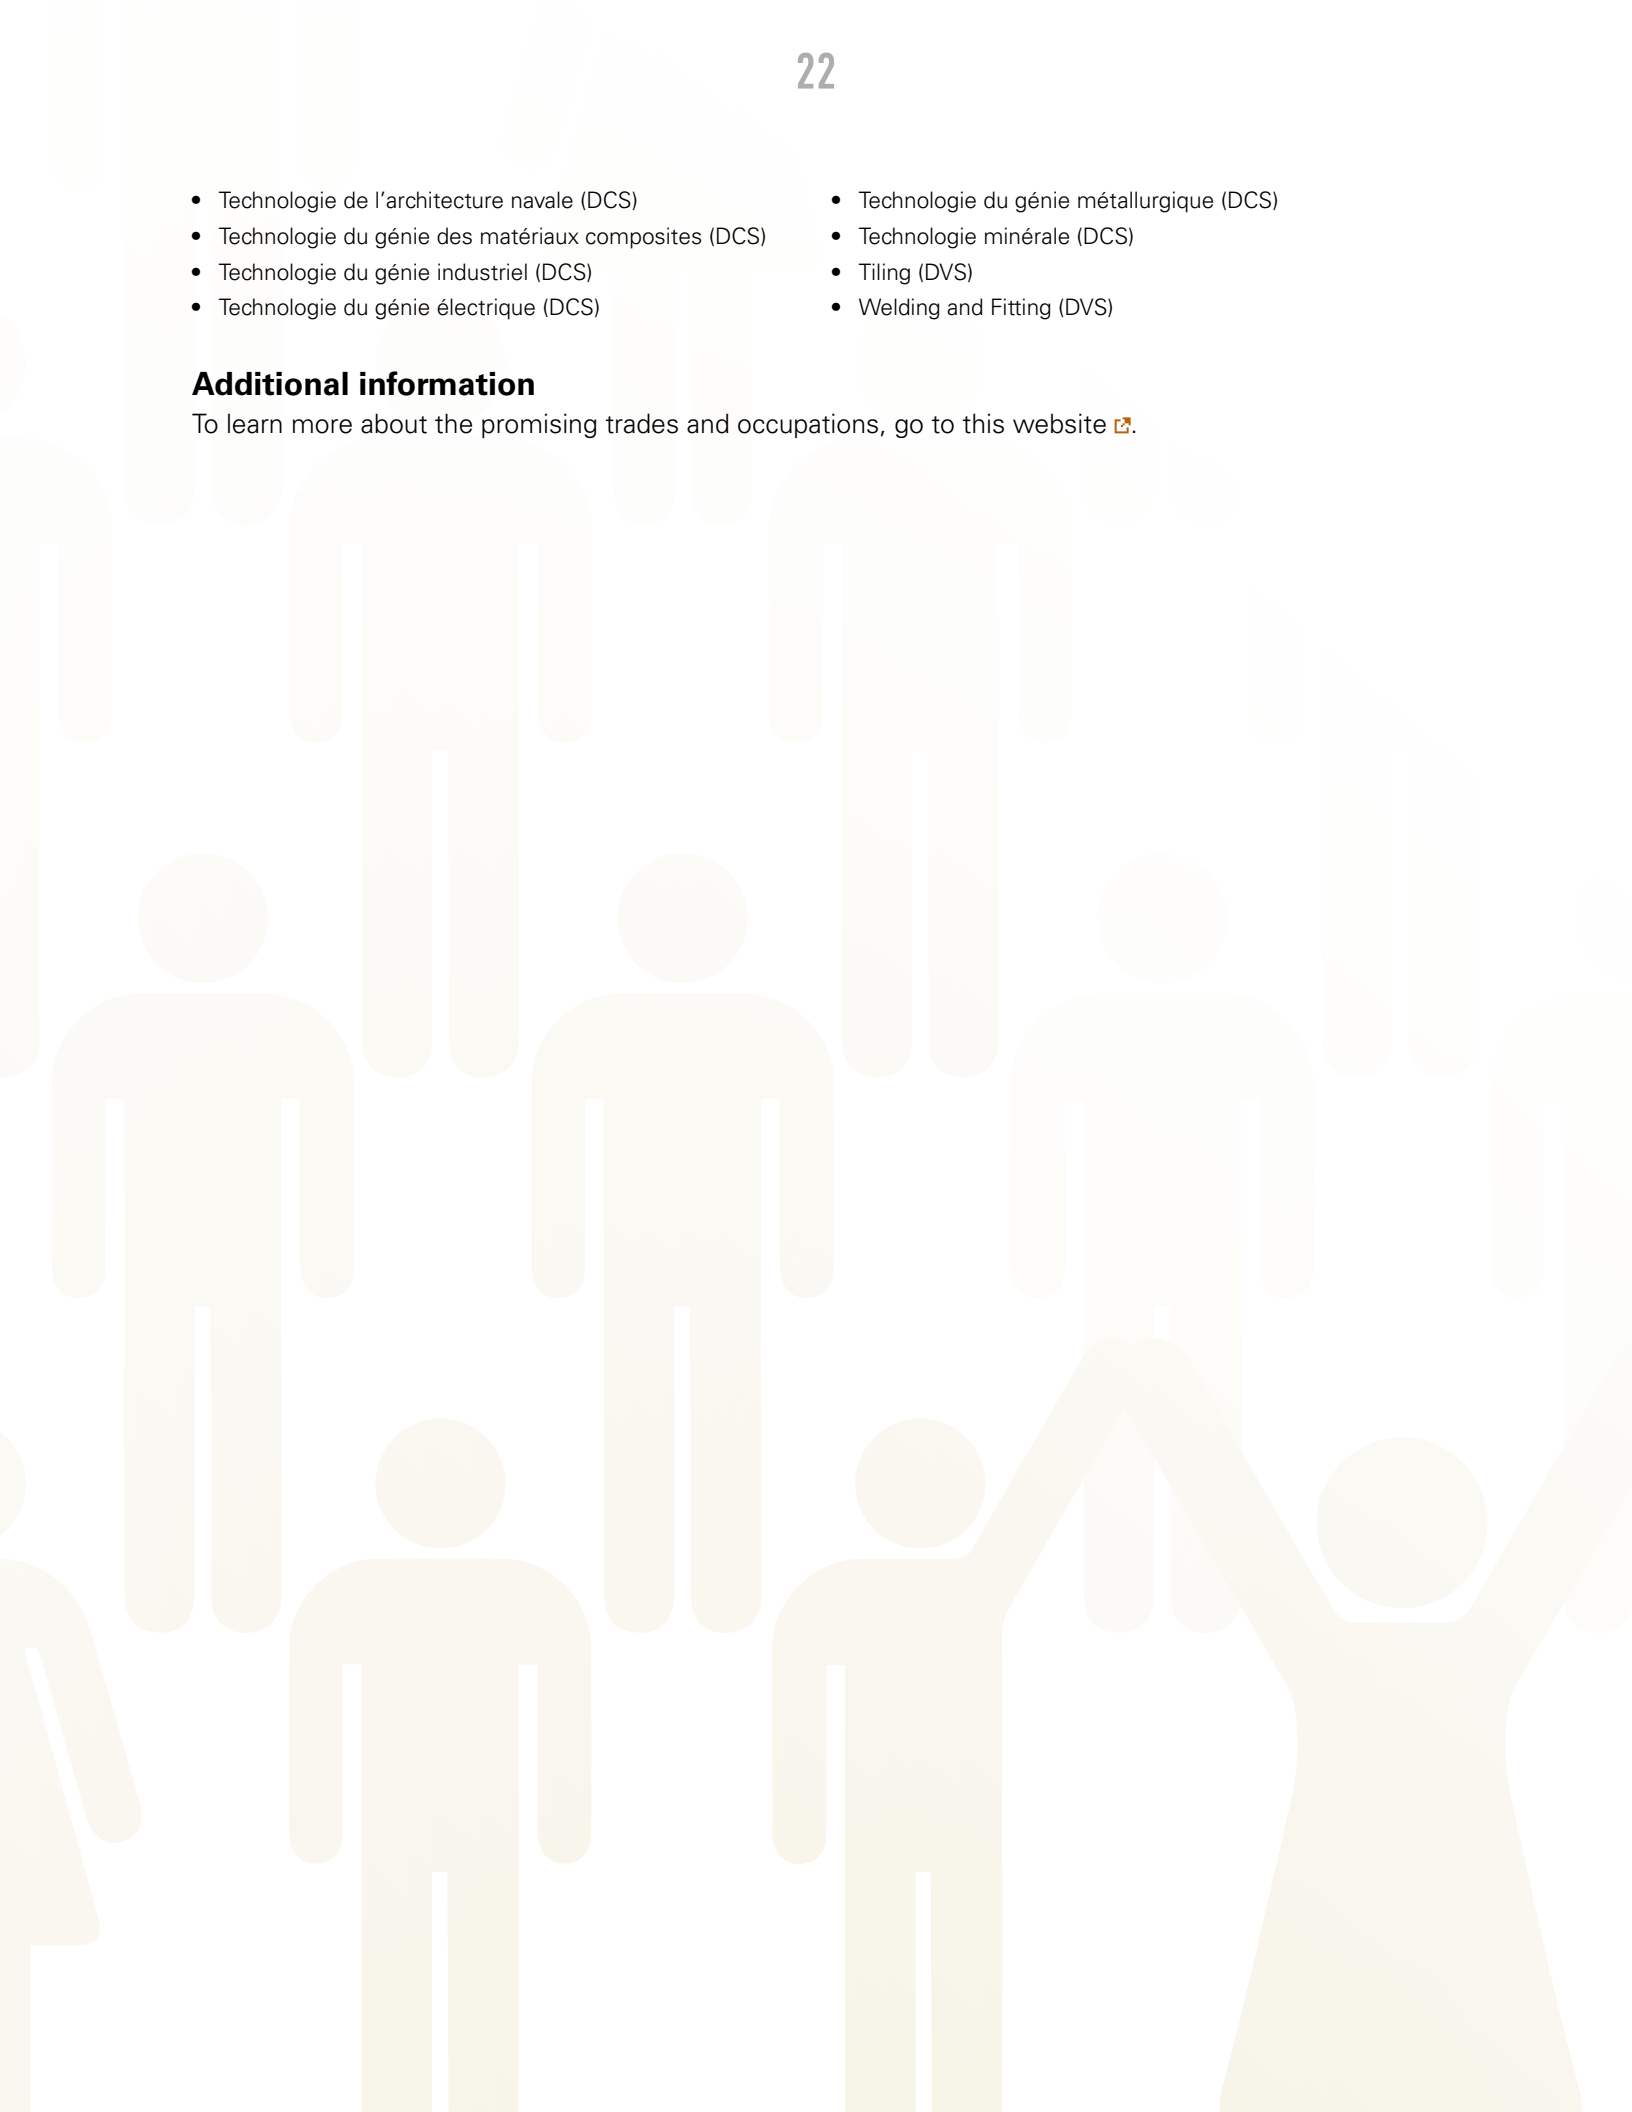 22
• Technologie de l’architecture navale (DCS)
• Technologie du génie des matériaux composites (DCS)
• Technologie du génie industriel (DCS)
• Technologie du génie électrique (DCS)
• Technologie du génie métallurgique (DCS)
• Technologie minérale (DCS)
• Tiling (DVS)
• Welding and Fitting (DVS)
Additional information
To learn more about the promising trades and occupations, go to this website .